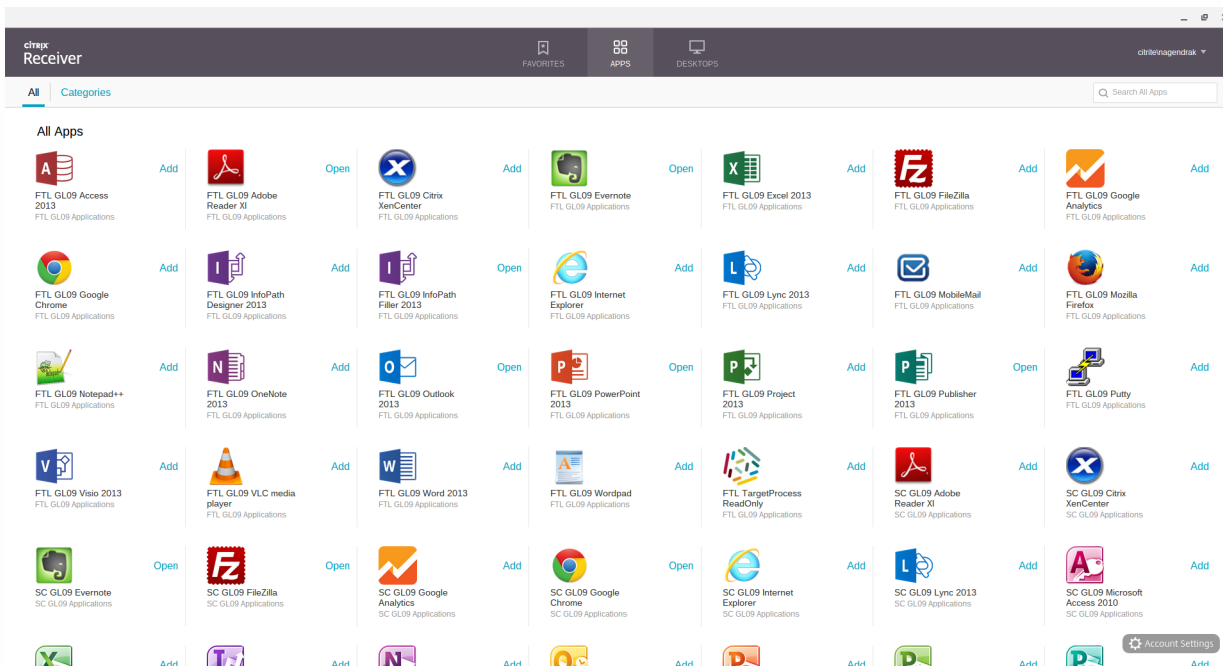 CITRIX
Receiver
FAVORITES
APPS
DESKTOPS
citrite\nagendrak
All
Categories
Search All Apps
All Apps
Add
FTL GL09 Access
2013
FTL GL09 Applications
Open
FTL GL09 Adobe
Reader XI
FTL GL09 Applications
Add
FTL GL09 Citrix
XenCenter
FTL GL09 Applications
Open
FTL GL09 Evernote
FTL GL09 Applications
Add
FTL GL09 Excel 2013
FTL GL09 Applications
Add
FTL GL09 FileZilla
FTL GL09 Applications
Add
FTL GL09 Google
Analytics
FTL GL09 Applications
Add
FTL GL09 Google
Chrome
FTL GL09 Applications
Add
FTL GL09 InfoPath
Designer 2013
FTL GL09 Applications
Open
FTL GL09 InfoPath
Filler 2013
FTL GL09 Applications
Add
FTL GL09 Internet
Explorer
FTL GL09 Applications
Add
FTL GL09 Lync 2013
FTL GL09 Applications
Add
FTL GL09 MobileMail
FTL GL09 Applications
Add
FTL GL09 Mozilla
Firefox
FTL GL09 Applications
Add
FTL GL09 Notepad++
FTL GL09 Applications
Add
FTL GL09 OneNote
2013
FTL GL09 Applications
Open
FTL GL09 Outlook
2013
FTL GL09 Applications
Open
FTL GL09 PowerPoint
2013
FTL GL09 Applications
Add
FTL GL09 Project
2013
FTL GL09 Applications
Open
FTL GL09 Publisher
2013
FTL GL09 Applications
Add
FTL GL09 Putty
FTL GL09 Applications
Add
FTL GL09 Visio 2013
FTL GL09 Applications
Add
FTL GL09 VLC media
player
FTL GL09 Applications
Add
FTL GL09 Word 2013
FTL GL09 Applications
Add
FTL GL09 Wordpad
FTL GL09 Applications
Add
FTL TargetProcess
ReadOnly
FTL GL09 Applications
Add
SC GL09 Adobe
Reader XI
SC GL09 Applications
Add
SC GL09 Citrix
XenCenter
SC GL09 Applications
Open
SC GL09 Evernote
SC GL09 Applications
Open
SC GL09 FileZilla
SC GL09 Applications
Add
SC GL09 Google
Analytics
SC GL09 Applications
Open
SC GL09 Google
Chrome
SC GL09 Applications
Add
SC GL09 Internet
Explorer
SC GL09 Applications
Add
SC GL09 Lync 2013
SC GL09 Applications
Add
SC GL09 Microsoft
Access 2010
SC GL09 Applications
Add
Add
Add
Add
Add
Add
Add
Account Settings